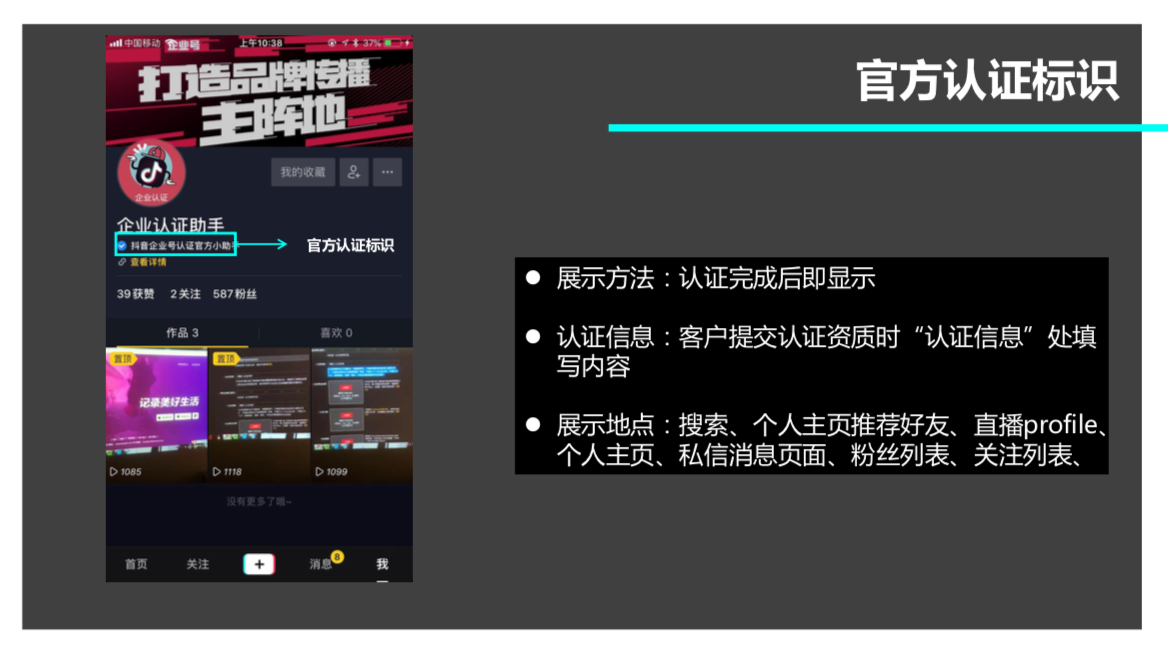 官方认证标识
中国移动 企业号 上午10:38 37%
打造品牌传播
主阵地
企业认证
我的收藏
企业认证助手
抖音企业号认证官方小助
官方认证标识
查看详情
39获赞 2关注 587粉丝
作品 3 喜欢 0
置顶 置顶
记录美好生活
1085 1118 1099
没有更多了哦~
首页 关注 消息 8 我
● 展示方法：认证完成后即显示
● 认证信息：客户提交认证资质时“认证信息”处填
写内容
● 展示地点：搜索、个人主页推荐好友、直播profile、
个人主页、私信消息页面、粉丝列表、关注列表、